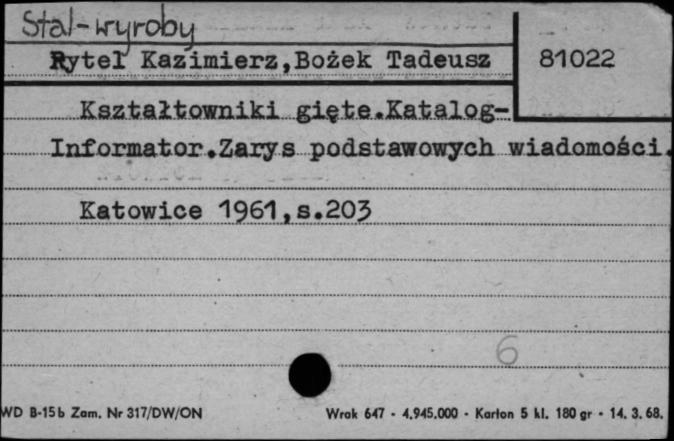 Stal-wyroby
Rytel Kazimierz,Bożek Tadeusz
81022
Kształtowniki gięte.Katalog-
Informator.Zarys podstawowych wiadomości.
Katowice 1961,s.203
6
WD B-15b Zam. Nr 317/DW/ON
Wrak 647 - 4.945.000 - Karton 5 kl. 180 gr - 14. 3. 68.